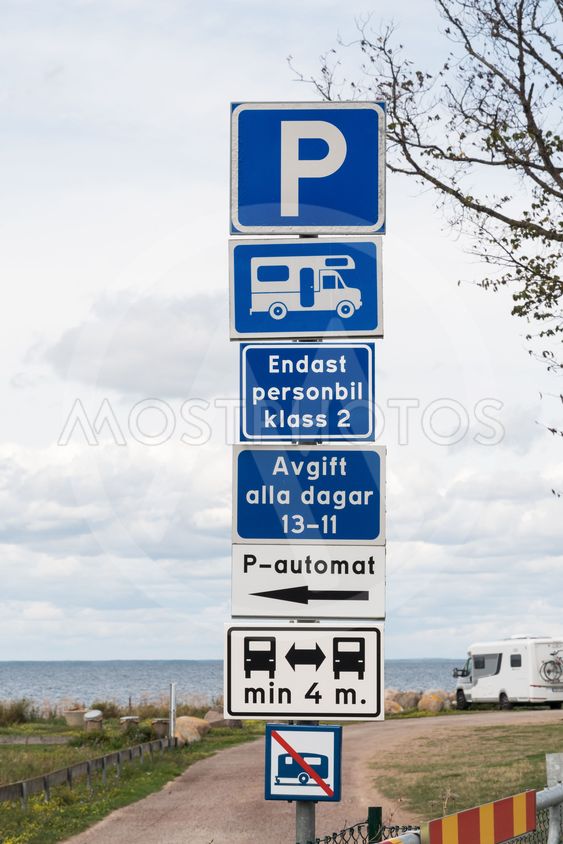 P
Endast
personbil
klass 2
Avgift
alla dagar
13-11
P-automat
min 4 m.
MOSTPHOTOS